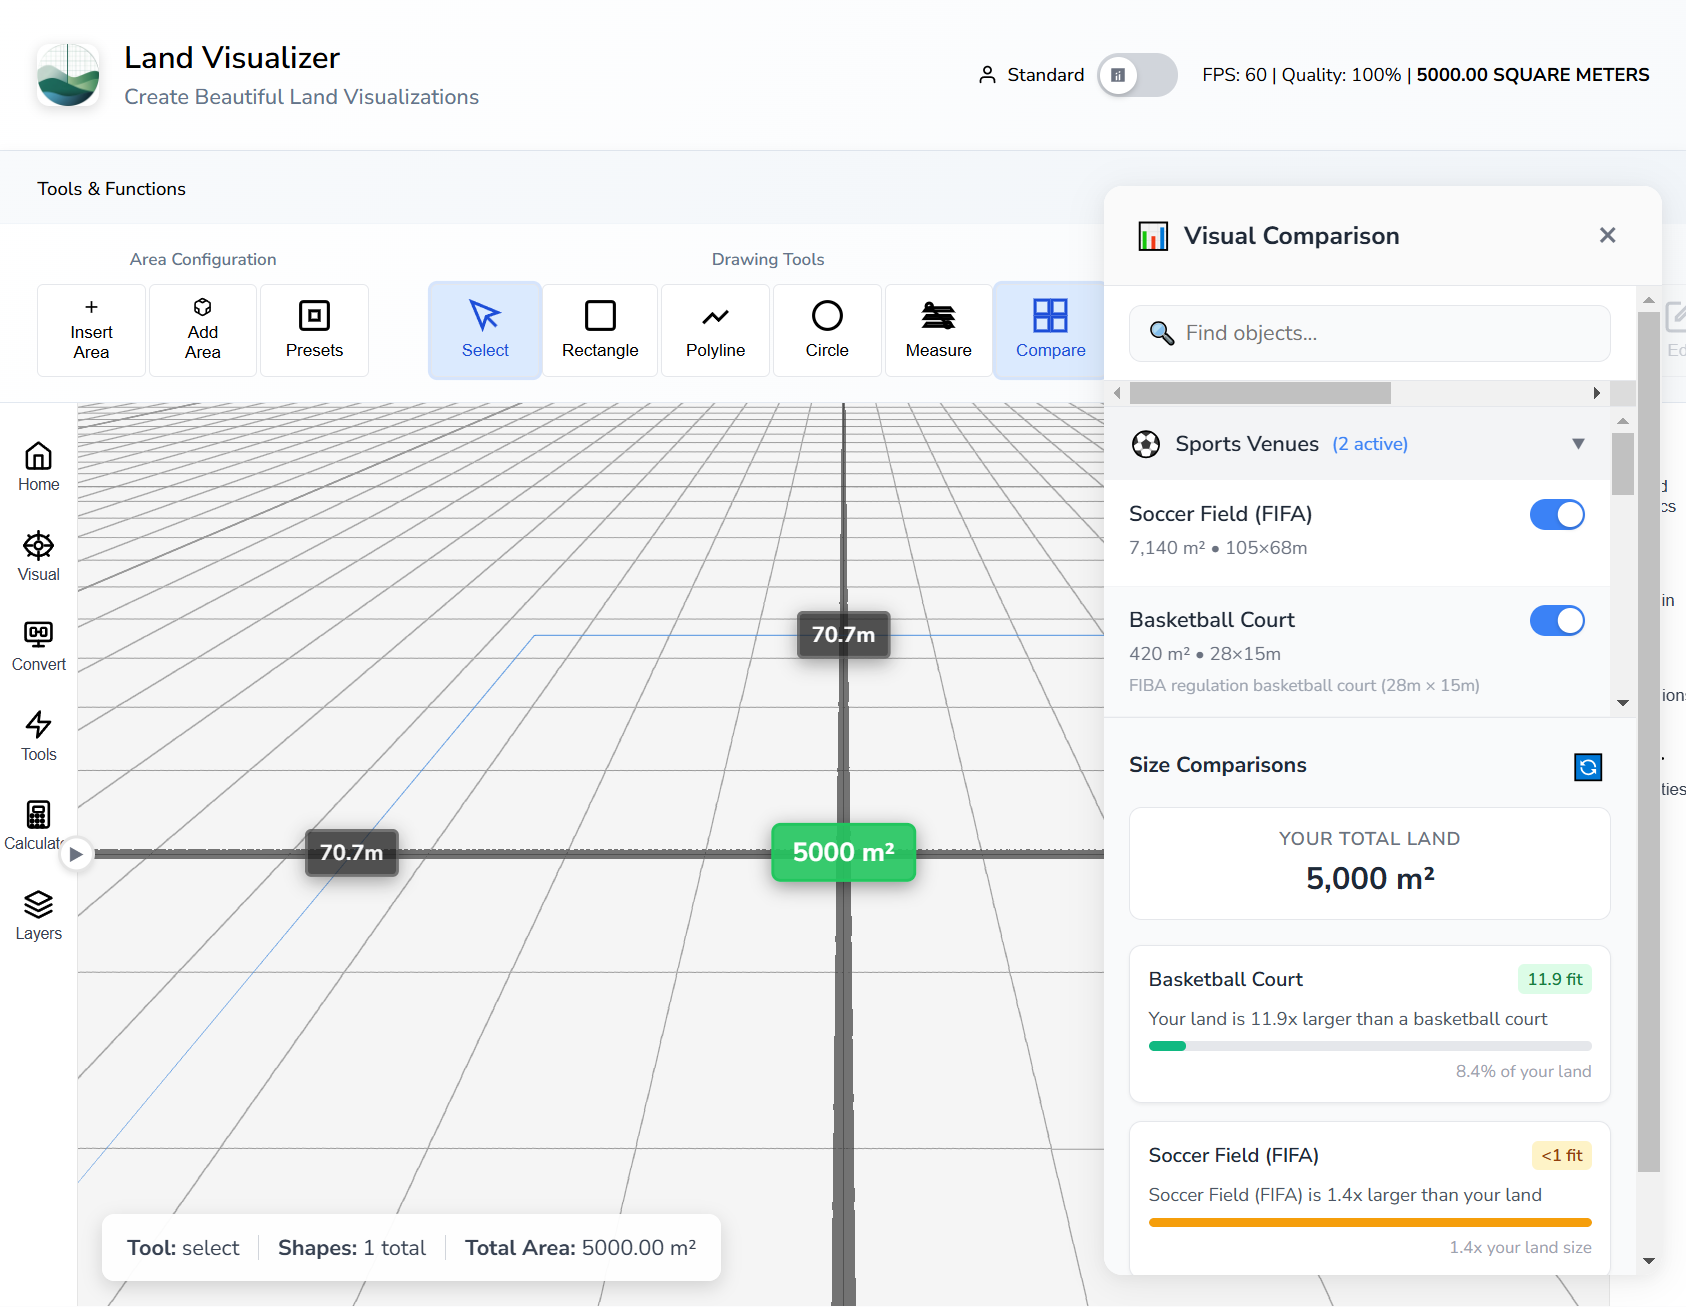 Land Visualizer
Create Beautiful Land Visualizations
Standard
FPS: 60 | Quality: 100% | 5000.00 SQUARE METERS
Tools & Functions
Area Configuration
Drawing Tools
Insert
Area
Add
Area
Presets
Select
Rectangle
Polyline
Circle
Measure
Compare
Home
Visual
Convert
Tools
Layers
70.7m
70.7m
5000 m²
Tool: select
Shapes: 1 total
Total Area: 5000.00 m²
Visual Comparison
Find objects...
Sports Venues (2 active)
Soccer Field (FIFA)
7,140 m² • 105×68m
Basketball Court
420 m² • 28×15m
FIBA regulation basketball court (28m × 15m)
Size Comparisons
YOUR TOTAL LAND
5,000 m²
Basketball Court
11.9 fit
Your land is 11.9x larger than a basketball court
8.4% of your land
Soccer Field (FIFA)
<1 fit
Soccer Field (FIFA) is 1.4x larger than your land
1.4x your land size